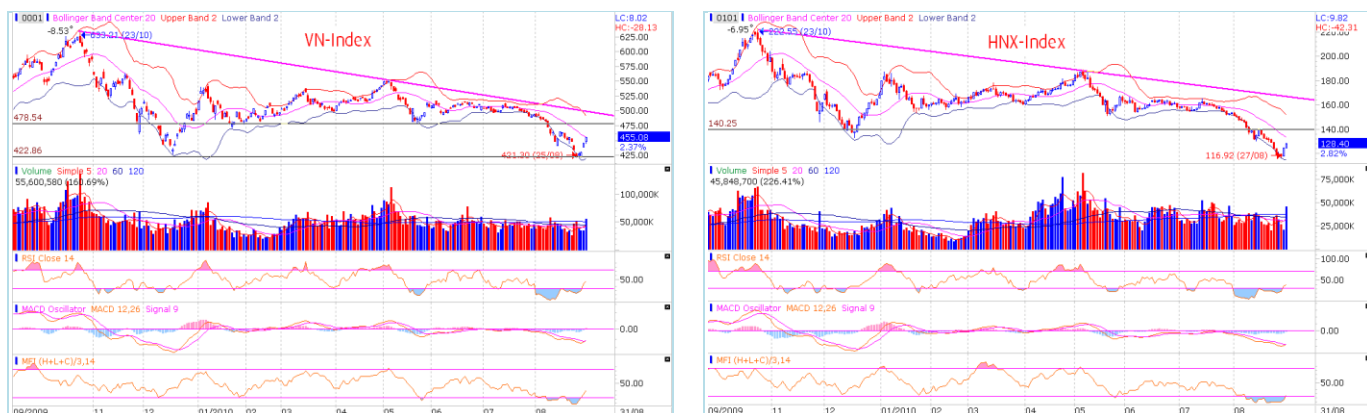 0001 Bollinger Band Center 20 Upper Band 2 Lower Band 2
LC:8.02
HC:-28.13
-8.53°
633.21 (23/10)
VN-Index
625.00
600.00
575.00
550.00
525.00
500.00
478.54
475.00
455.08
2.37%
422.86
421.30 (25/08)
425.00
Volume Simple 5 20 60 120
55,600,580 (160.69%)
100,000K
50,000K
RSI Close 14
50.00
MACD Oscillator MACD 12,26 Signal 9
0.00
MFI (H+L+C)/3,14
50.00
09/2009 11 12 01/2010 02 03 04 05 06 07 08 31/08
0101 Bollinger Band Center 20 Upper Band 2 Lower Band 2
LC:9.82
HC:-42.31
-6.95°
222.55 (23/10)
HNX-Index
220.00
200.00
180.00
160.00
140.25
140.00
128.40
2.82%
116.92 (27/08)
Volume Simple 5 20 60 120
45,848,700 (226.41%)
75,000K
50,000K
25,000K
RSI Close 14
100.00
50.00
MACD Oscillator MACD 12,26 Signal 9
0.00
MFI (H+L+C)/3,14
50.00
09/2009 11 12 01/2010 02 03 04 05 06 07 08 31/08